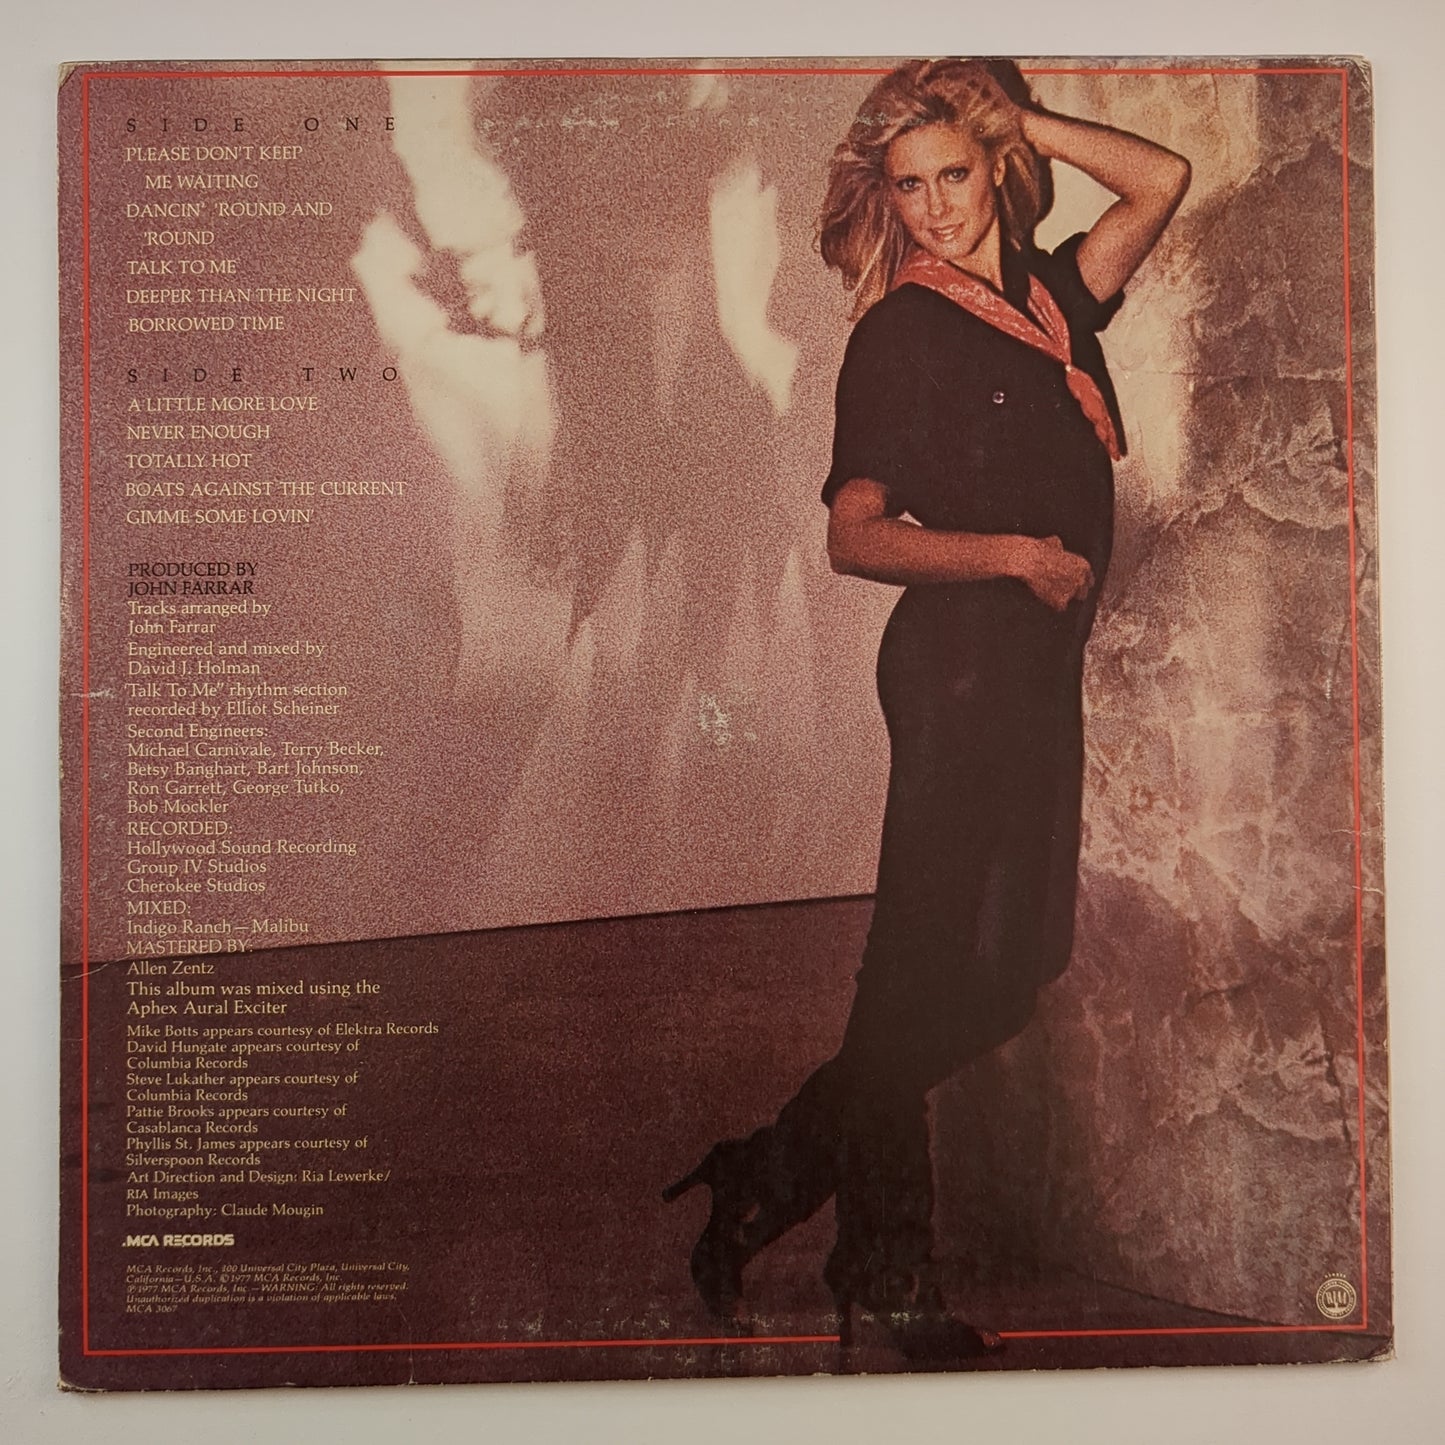 SIDE ONE
PLEASE DON'T KEEP
ME WAITING
DANCIN' 'ROUND AND
'ROUND
TALK TO ME
DEEPER THAN THE NIGHT
BORROWED TIME
SIDE TWO
A LITTLE MORE LOVE
NEVER ENOUGH
TOTALLY HOT
BOATS AGAINST THE CURRENT
GIMME SOME LOVIN'
PRODUCED BY
JOHN FARRAR
Tracks arranged by
John Farrar
Engineered and mixed by
David J. Holman
"Talk To Me" rhythm section
recorded by Elliot Scheiner
Second Engineers:
Michael Carnivale, Terry Becker,
Betsy Banghart, Bart Johnson,
Ron Garrett, George Tutko,
Bob Mockler
RECORDED:
Hollywood Sound Recording
Group IV Studios
Cherokee Studios
MIXED:
Indigo Ranch—Malibu
MASTERED BY:
Allen Zentz
This album was mixed using the
Aphex Aural Exciter
Mike Botts appears courtesy of Elektra Records
David Hungate appears courtesy of
Columbia Records
Steve Lukather appears courtesy of
Columbia Records
Pattie Brooks appears courtesy of
Casablanca Records
Phyllis St. James appears courtesy of
Silverspoon Records
Art Direction and Design: Ria Lewerke/
RIA Images
Photography: Claude Mougin
MCA RECORDS
MCA Records, Inc., 100 Universal City Plaza, Universal City,
California—U.S.A. ©1977 MCA Records, Inc.
℗1977 MCA Records, Inc.—WARNING: All rights reserved.
Unauthorized duplication is a violation of applicable laws.
MCA 3067